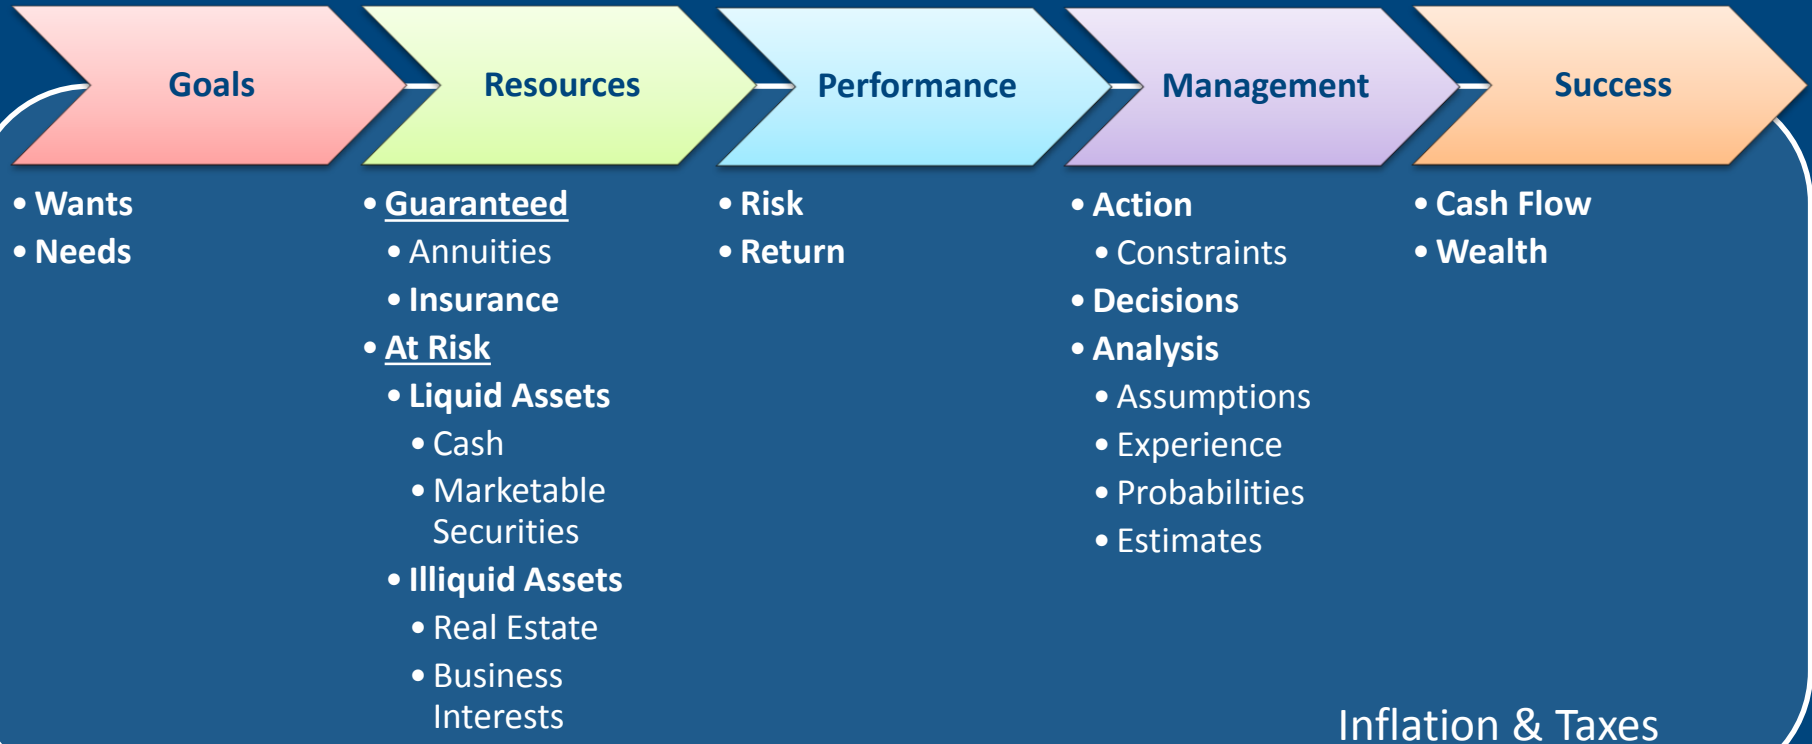 Goals
Resources
Performance
Management
Success
• Wants
• Needs
• Guaranteed
• Annuities
• Insurance
• At Risk
• Liquid Assets
• Cash
• Marketable
Securities
• Illiquid Assets
• Real Estate
• Business
Interests
• Risk
• Return
• Action
• Constraints
• Decisions
• Analysis
• Assumptions
• Experience
• Probabilities
• Estimates
• Cash Flow
• Wealth
Inflation & Taxes